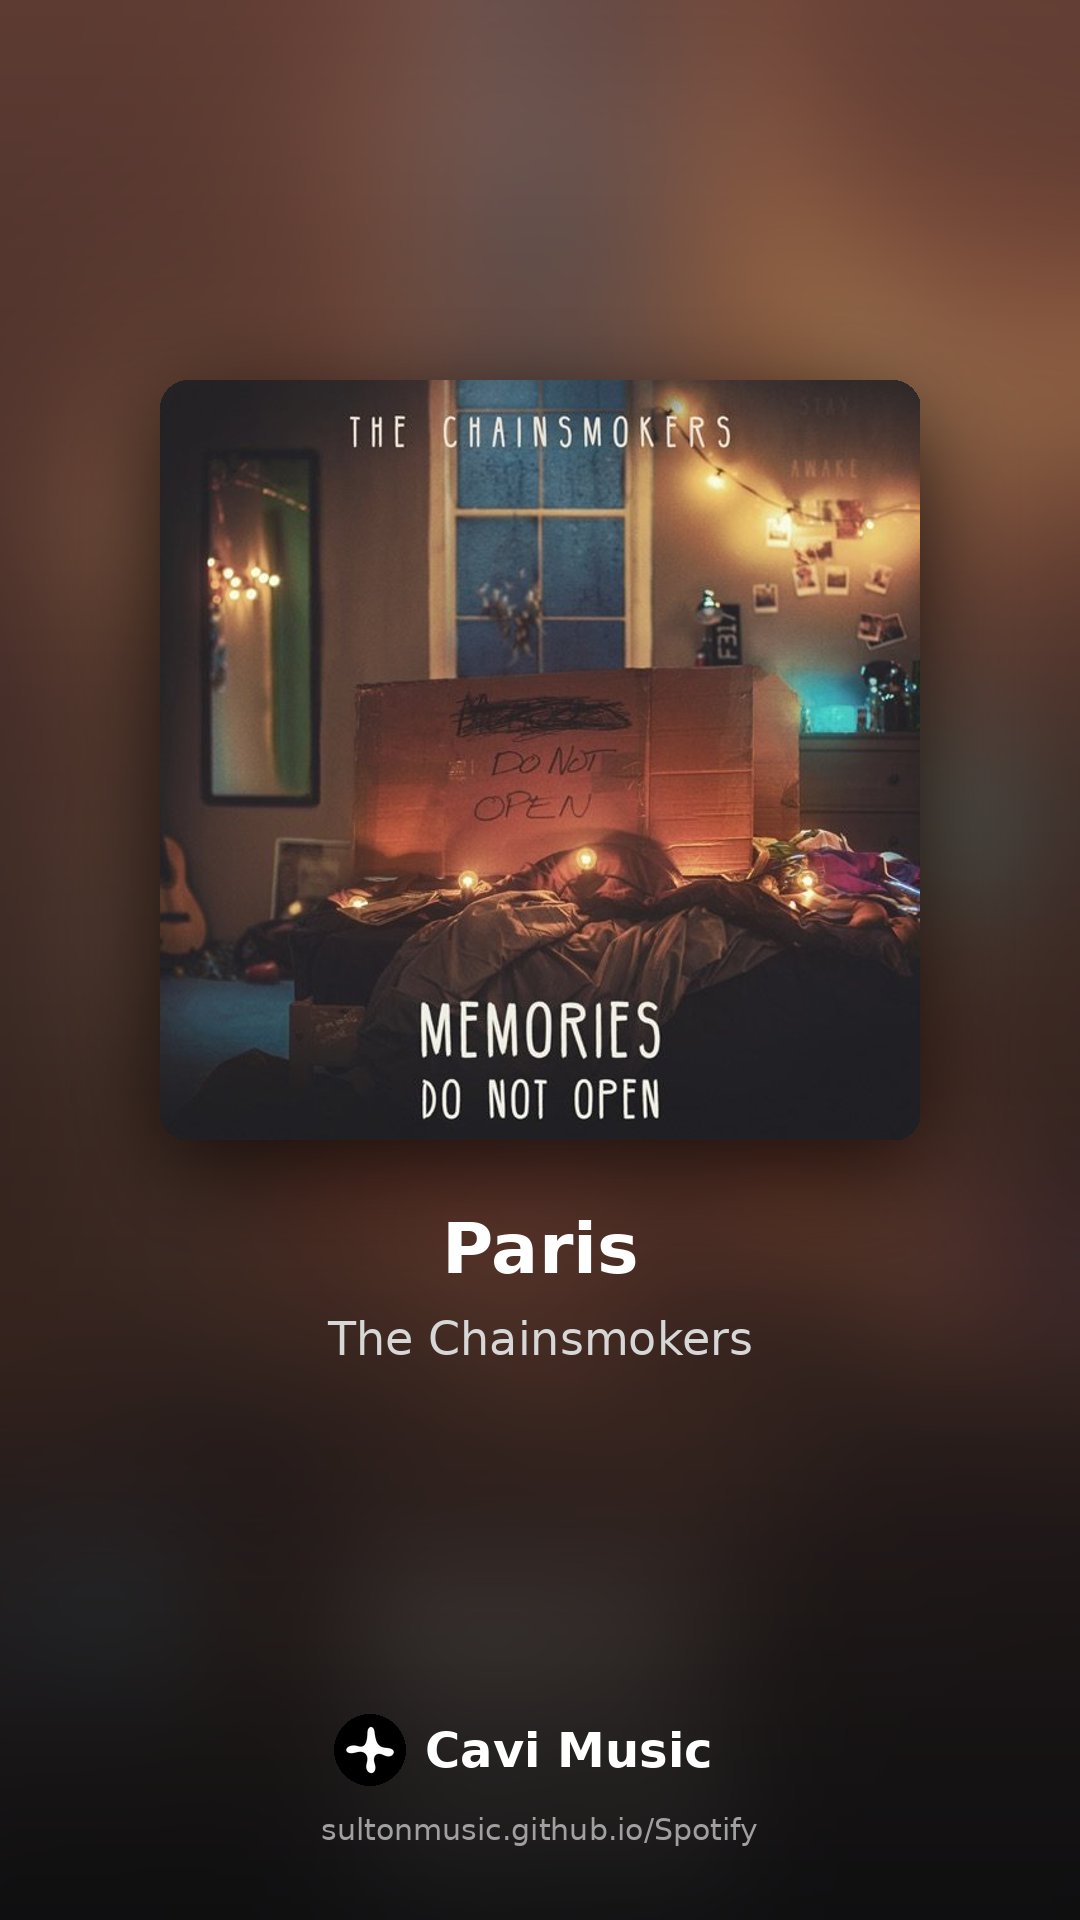 THE CHAINSMOKERS
STAY
AWAKE
F317
DO NOT
OPEN
MEMORIES
DO NOT OPEN
Paris
The Chainsmokers
Cavi Music
sultonmusic.github.io/Spotify